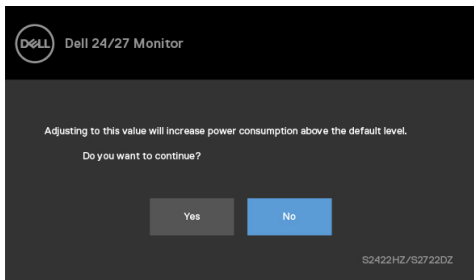 DELL
Dell 24/27 Monitor
Adjusting to this value will increase power consumption above the default level.
Do you want to continue?
Yes
No
S2422HZ/S2722DZ